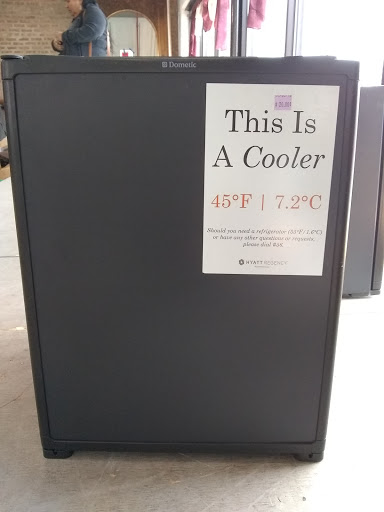 Dometic
This Is
A Cooler
45°F | 7.2°C
Should you need a refrigerator (35°F/1.6°C)
or have any other questions or requests,
please dial
HYATT REGENCY